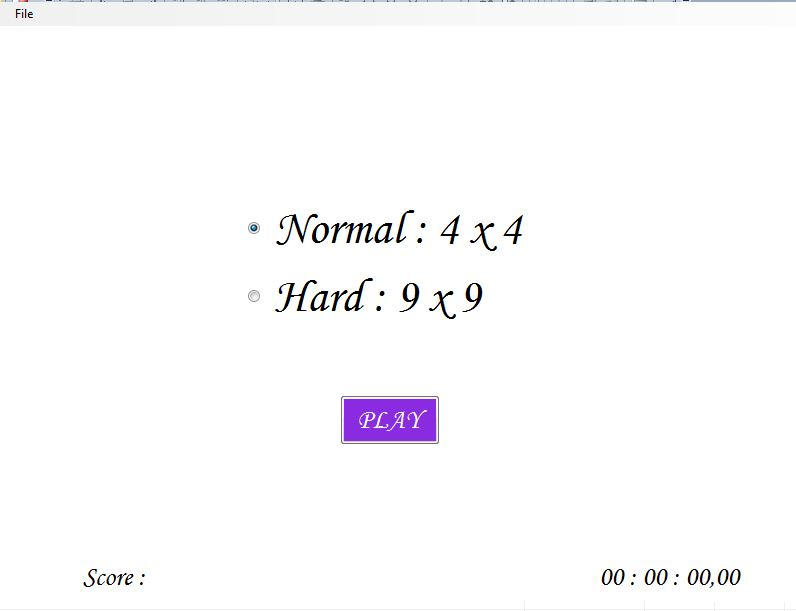 File
Normal : 4 x 4
Hard : 9 x 9
PLAY
Score : 00 : 00 : 00,00